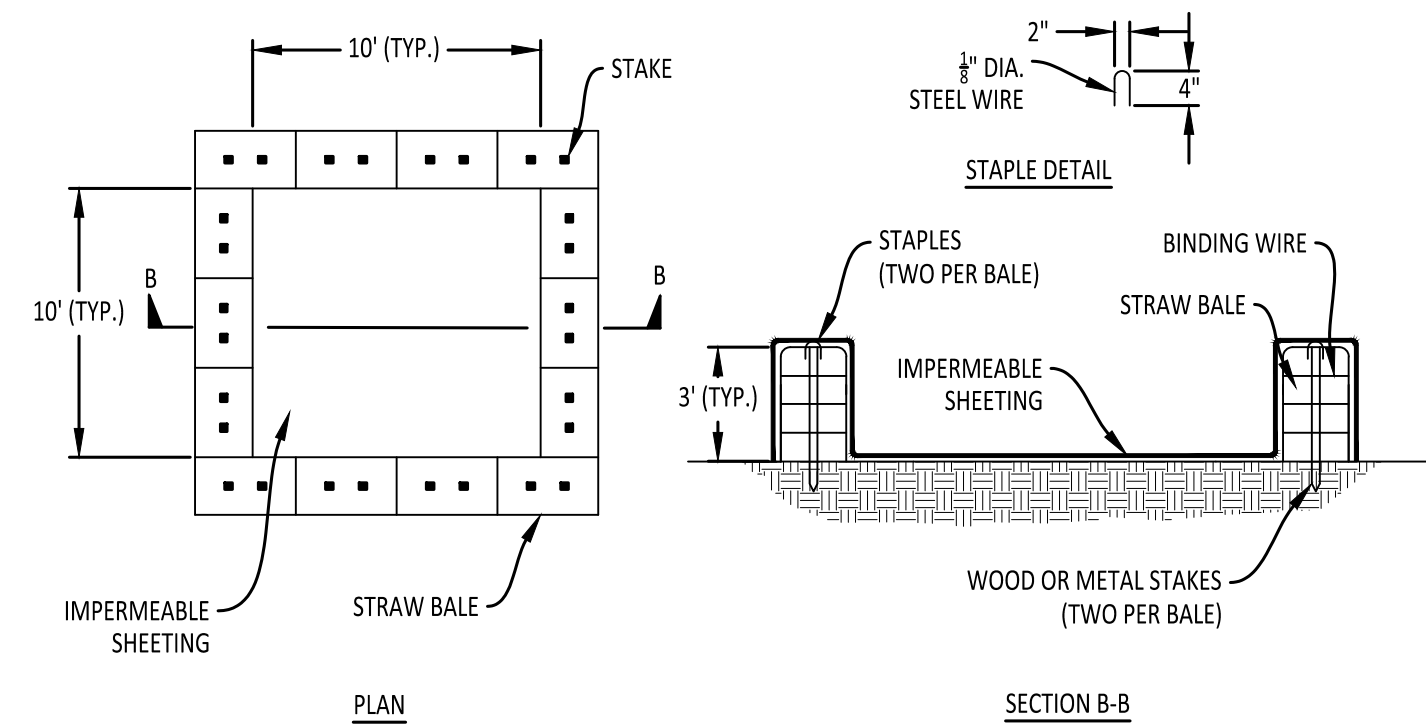 10' (TYP.)
STAKE
10' (TYP.)
B
B
IMPERMEABLE
SHEETING
STRAW BALE
PLAN
2"
1/8" DIA.
STEEL WIRE
4"
STAPLE DETAIL
STAPLES
(TWO PER BALE)
BINDING WIRE
STRAW BALE
IMPERMEABLE
SHEETING
3' (TYP.)
WOOD OR METAL STAKES
(TWO PER BALE)
SECTION B-B